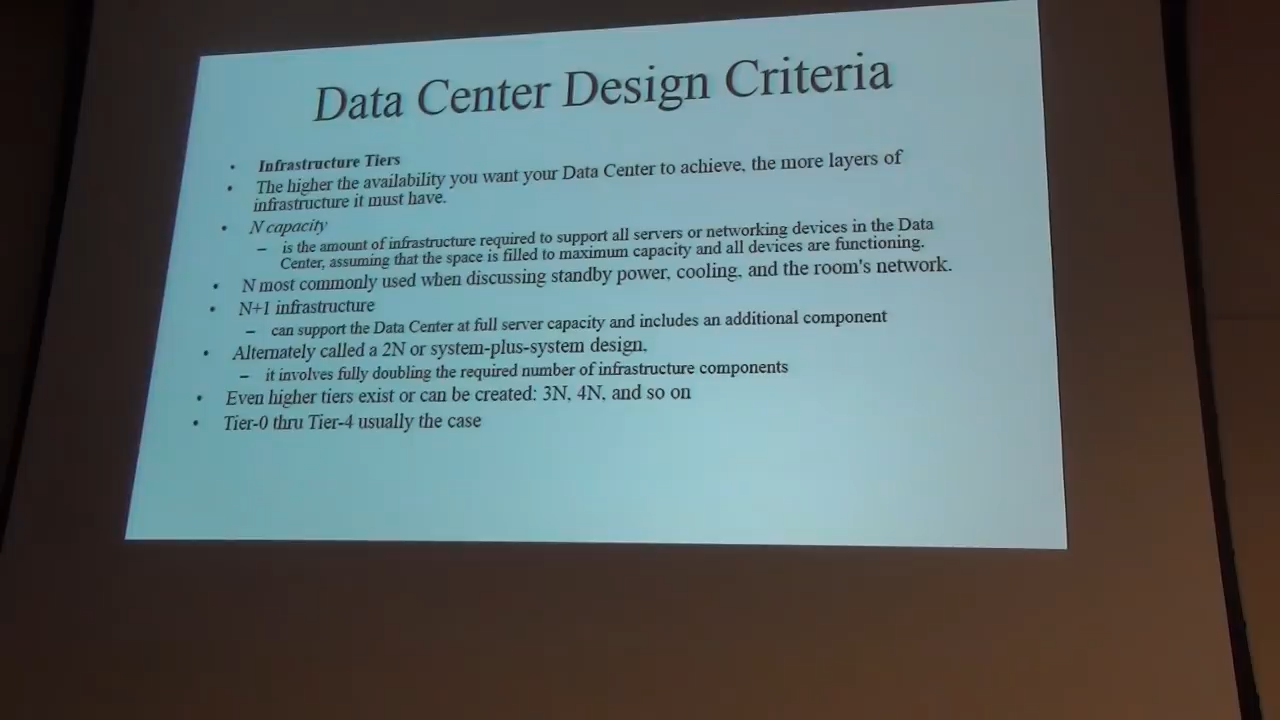 Data Center Design Criteria
• Infrastructure Tiers
• The higher the availability you want your Data Center to achieve, the more layers of
infrastructure it must have.
• N capacity
– is the amount of infrastructure required to support all servers or networking devices in the Data
Center, assuming that the space is filled to maximum capacity and all devices are functioning.
• N most commonly used when discussing standby power, cooling, and the room's network.
• N+1 infrastructure
– can support the Data Center at full server capacity and includes an additional component
• Alternately called a 2N or system-plus-system design,
– it involves fully doubling the required number of infrastructure components
• Even higher tiers exist or can be created: 3N, 4N, and so on
• Tier-0 thru Tier-4 usually the case